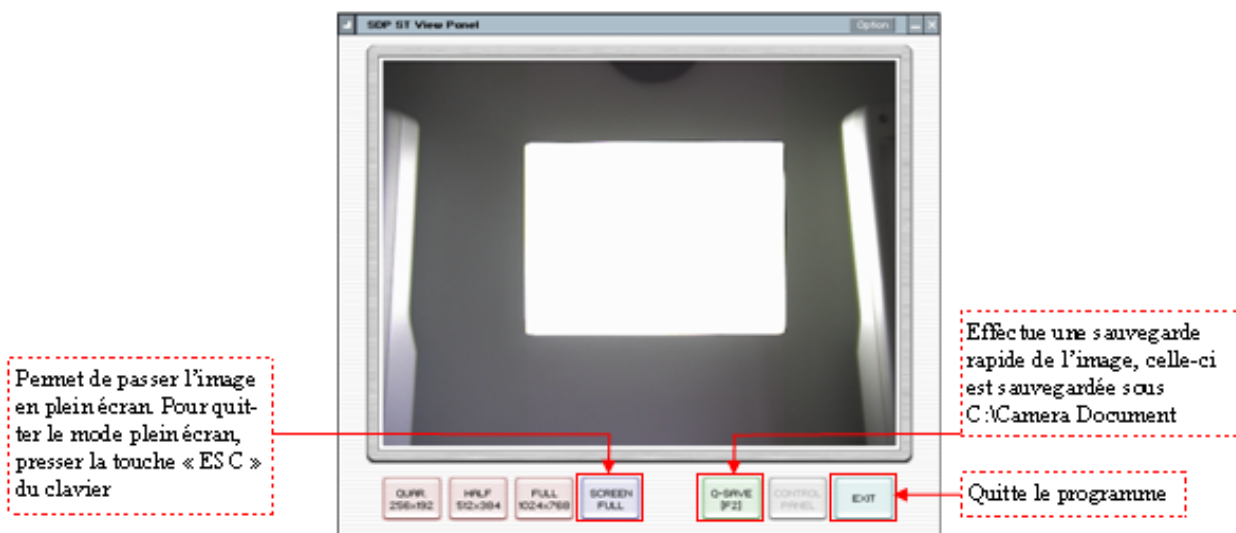 SDP ST View Panel
Option
Permet de passer l'image
en plein écran. Pour quit-
ter le mode plein écran,
presser la touche « ESC »
du clavier
Effectue une sauvegarde
rapide de l'image, celle-ci
est sauvegardée sous
C:\Camera Document
Quitte le programme
QUAR.
256x192
HALF
512x384
FULL
1024x768
SCREEN
FULL
Q-SAVE
[F2]
CONTROL
PANEL
EXIT